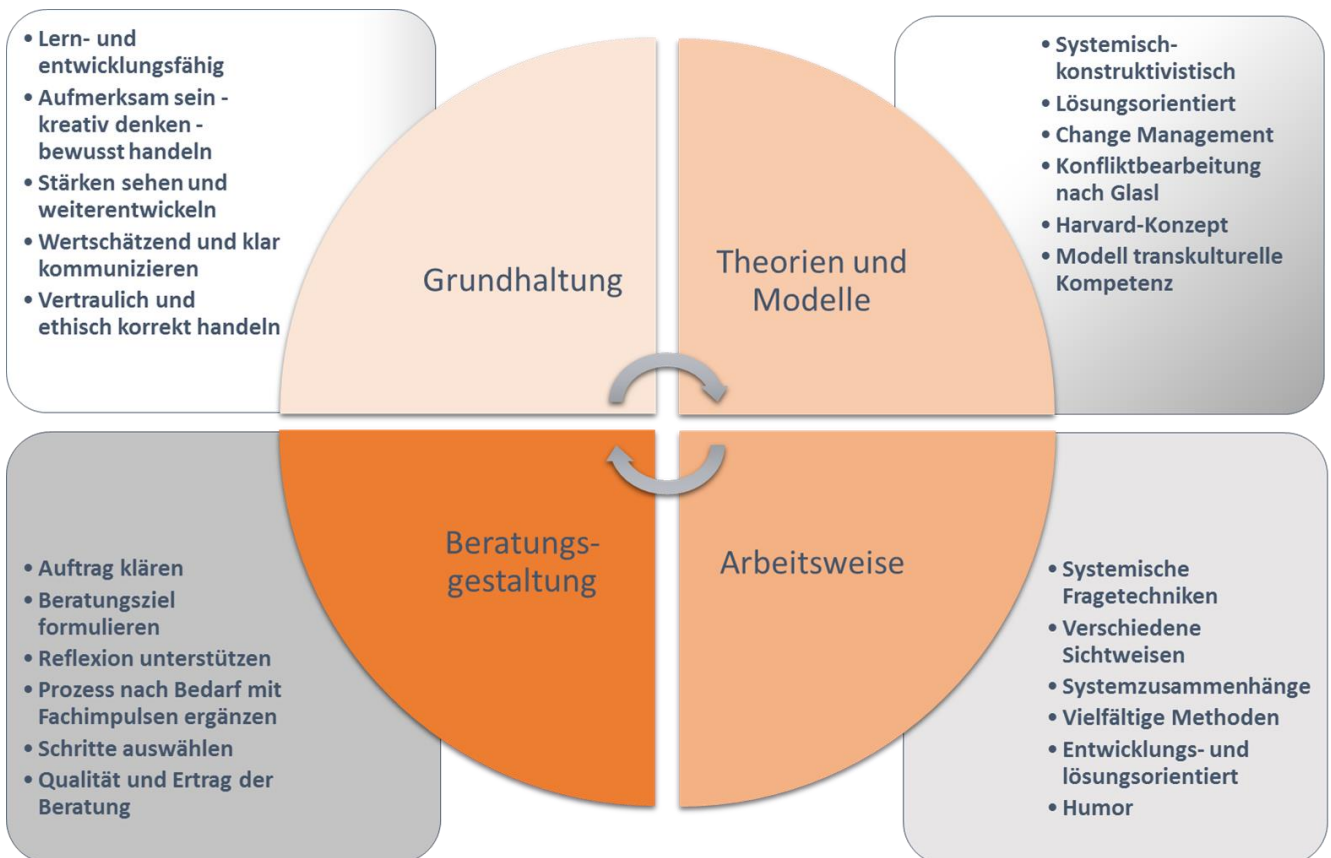 • Lern- und
entwicklungsfähig
• Aufmerksam sein -
kreativ denken -
bewusst handeln
• Stärken sehen und
weiterentwickeln
• Wertschätzend und klar
kommunizieren
• Vertraulich und
ethisch korrekt handeln
Grundhaltung
Theorien und
Modelle
• Systemisch-
konstruktivistisch
• Lösungsorientiert
• Change Management
• Konfliktbearbeitung
nach Glasl
• Harvard-Konzept
• Modell transkulturelle
Kompetenz
• Auftrag klären
• Beratungsziel
formulieren
• Reflexion unterstützen
• Prozess nach Bedarf mit
Fachimpulsen ergänzen
• Schritte auswählen
• Qualität und Ertrag der
Beratung
Beratungs-
gestaltung
Arbeitsweise
• Systemische
Fragetechniken
• Verschiedene
Sichtweisen
• Systemzusammenhänge
• Vielfältige Methoden
• Entwicklungs- und
lösungsorientiert
• Humor